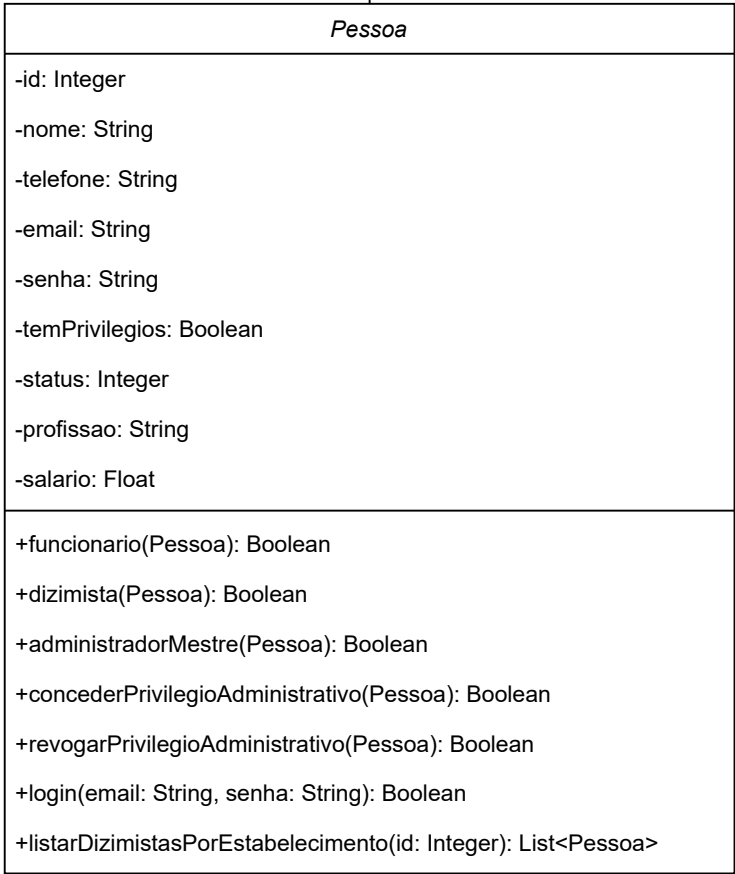 Pessoa
-id: Integer
-nome: String
-telefone: String
-email: String
-senha: String
-temPrivilegios: Boolean
-status: Integer
-profissao: String
-salario: Float
+funcionario(Pessoa): Boolean
+dizimista(Pessoa): Boolean
+administradorMestre(Pessoa): Boolean
+concederPrivilegioAdministrativo(Pessoa): Boolean
+revogarPrivilegioAdministrativo(Pessoa): Boolean
+login(email: String, senha: String): Boolean
+listarDizimistasPorEstabelecimento(id: Integer): List<Pessoa>